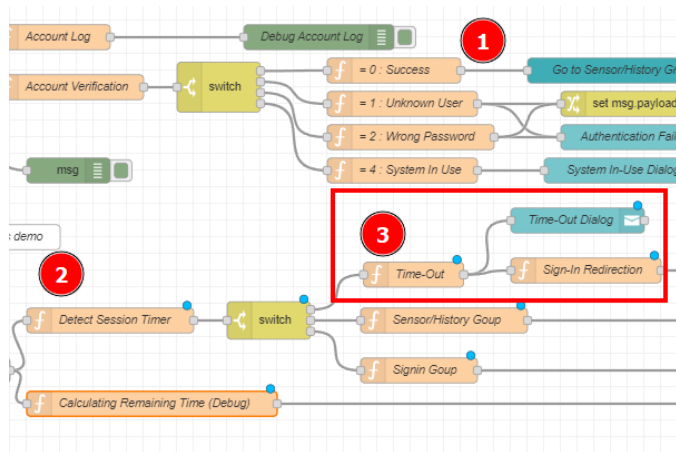 Account Log
Debug Account Log
1
= 0 : Success
Go to Sensor/History Gr
Account Verification
switch
= 1 : Unknown User
set msg.payload
= 2 : Wrong Password
Authentication Fail
msg
= 4 : System In Use
System In-Use Dialog
3
Time-Out Dialog
s demo
2
Time-Out
Sign-In Redirection
Detect Session Timer
switch
Sensor/History Goup
Signin Goup
Calculating Remaining Time (Debug)